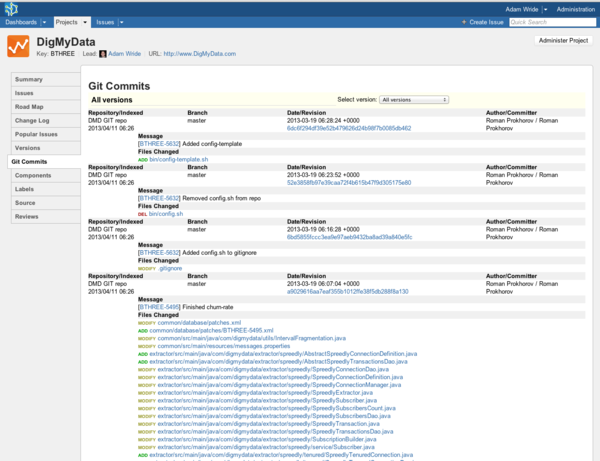 Adam Wride Administration
Dashboards Projects Issues Create Issue Quick Search
DigMyData
Key: BTHREE Lead: Adam Wride URL: http://www.DigMyData.com
Administer Project
Summary
Issues
Road Map
Change Log
Popular Issues
Versions
Git Commits
Components
Labels
Source
Reviews
Git Commits
All versions Select version: All versions
Repository/Indexed Branch Date/Revision Author/Committer
DMD GIT repo master 2013-03-19 06:28:24 +0000 Roman Prokhorov / Roman
2013/04/11 06:26 Prokhorov
Message
[BTHREE-5632] Added config-template
Files Changed
ADD bin/config-template.sh
Repository/Indexed Branch Date/Revision Author/Committer
DMD GIT repo master 2013-03-19 06:23:52 +0000 Roman Prokhorov / Roman
2013/04/11 06:26 Prokhorov
Message
[BTHREE-5632] Removed config.sh from repo
Files Changed
DEL bin/config.sh
Repository/Indexed Branch Date/Revision Author/Committer
DMD GIT repo master 2013-03-19 06:16:28 +0000 Roman Prokhorov / Roman
2013/04/11 06:26 Prokhorov
Message
[BTHREE-5632] Added config.sh to gitignore
Files Changed
MODIFY .gitignore
Repository/Indexed Branch Date/Revision Author/Committer
DMD GIT repo master 2013-03-19 06:07:04 +0000 Roman Prokhorov / Roman
2013/04/11 06:26 Prokhorov
Message
[BTHREE-5495] Finished churn-rate
Files Changed
MODIFY common/database/patches.xml
ADD common/database/patches/BTHREE-5495.xml
MODIFY common/src/main/java/com/digmydata/utils/IntervalFragmentation.java
MODIFY common/src/main/resources/messages.properties
ADD extractor/src/main/java/com/digmydata/extractor/spreedly/AbstractSpreedlyConnectionDefinition.java
ADD extractor/src/main/java/com/digmydata/extractor/spreedly/AbstractSpreedlyTransactionsDao.java
MODIFY extractor/src/main/java/com/digmydata/extractor/spreedly/SpreedlyConnectionDao.java
MODIFY extractor/src/main/java/com/digmydata/extractor/spreedly/SpreedlyConnectionDefinition.java
MODIFY extractor/src/main/java/com/digmydata/extractor/spreedly/SpreedlyConnectionManager.java
MODIFY extractor/src/main/java/com/digmydata/extractor/spreedly/SpreedlyExtractor.java
MODIFY extractor/src/main/java/com/digmydata/extractor/spreedly/SpreedlySubscriber.java
MODIFY extractor/src/main/java/com/digmydata/extractor/spreedly/SpreedlySubscribersCount.java
MODIFY extractor/src/main/java/com/digmydata/extractor/spreedly/SpreedlySubscribersDao.java
MODIFY extractor/src/main/java/com/digmydata/extractor/spreedly/SpreedlyTransaction.java
MODIFY extractor/src/main/java/com/digmydata/extractor/spreedly/SpreedlyTransactionsDao.java
MODIFY extractor/src/main/java/com/digmydata/extractor/spreedly/SubscriptionBuilder.java
MODIFY extractor/src/main/java/com/digmydata/extractor/spreedly/service/Subscriber.java
ADD extractor/src/main/java/com/digmydata/extractor/spreedly/tenured/SpreedlyTenuredConnection.java